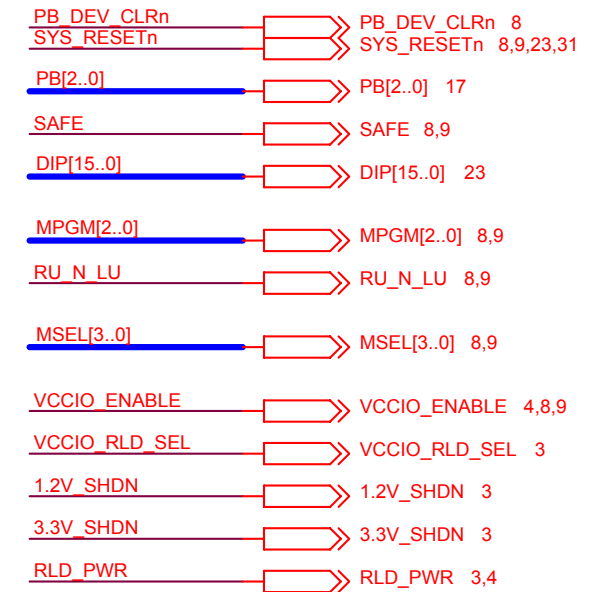 PB_DEV_CLRn PB_DEV_CLRn 8
SYS_RESETn SYS_RESETn 8,9,23,31
PB[2..0] PB[2..0] 17
SAFE SAFE 8,9
DIP[15..0] DIP[15..0] 23
MPGM[2..0] MPGM[2..0] 8,9
RU_N_LU RU_N_LU 8,9
MSEL[3..0] MSEL[3..0] 8,9
VCCIO_ENABLE VCCIO_ENABLE 4,8,9
VCCIO_RLD_SEL VCCIO_RLD_SEL 3
1.2V_SHDN 1.2V_SHDN 3
3.3V_SHDN 3.3V_SHDN 3
RLD_PWR RLD_PWR 3,4